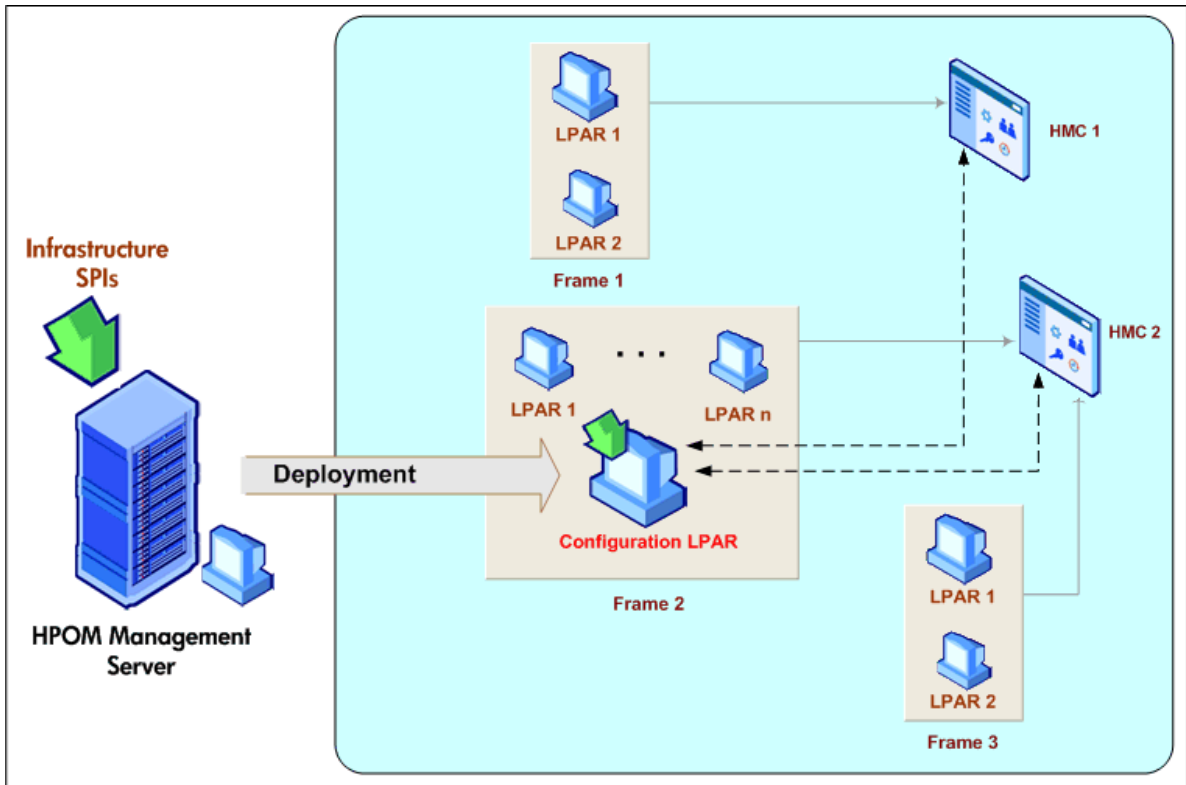 Infrastructure
SPIs
HPOM Management
Server
Deployment
LPAR 1
LPAR 2
Frame 1
HMC 1
LPAR 1
. . .
LPAR n
Configuration LPAR
Frame 2
HMC 2
LPAR 1
LPAR 2
Frame 3